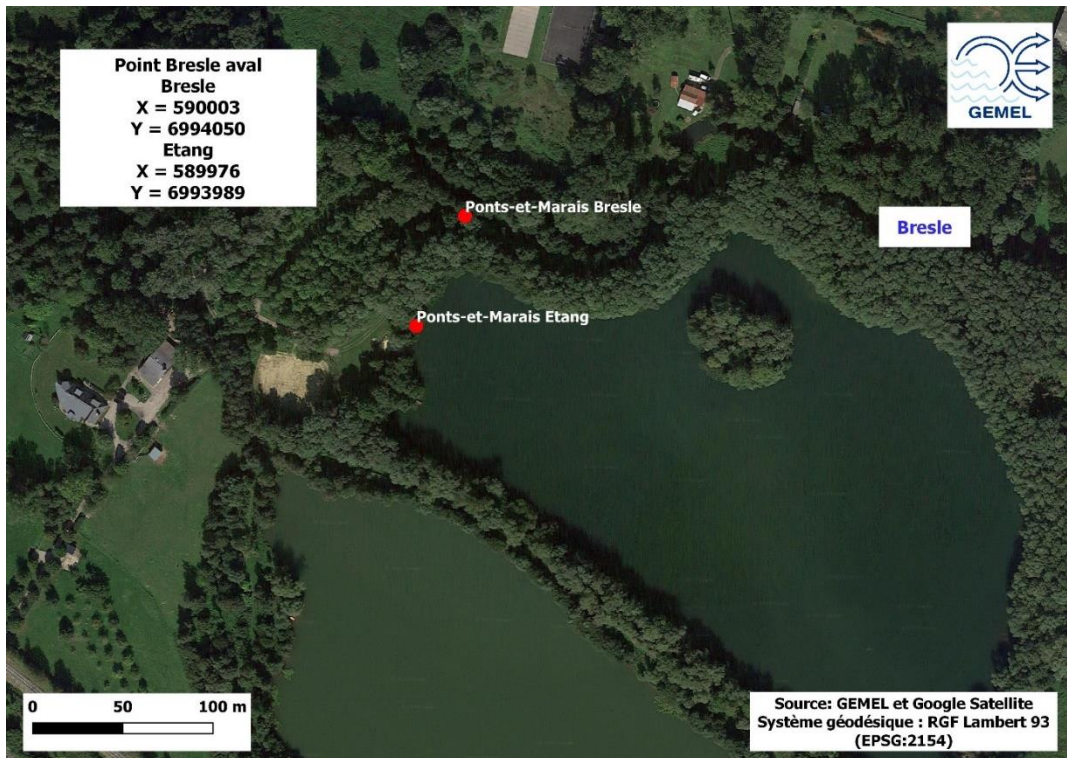 Point Bresle aval
Bresle
X = 590003
Y = 6994050
Etang
X = 589976
Y = 6993989
GEMEL
Ponts-et-Marais Bresle
Bresle
Ponts-et-Marais Etang
0 50 100 m
Source: GEMEL et Google Satellite
Système géodésique : RGF Lambert 93
(EPSG:2154)